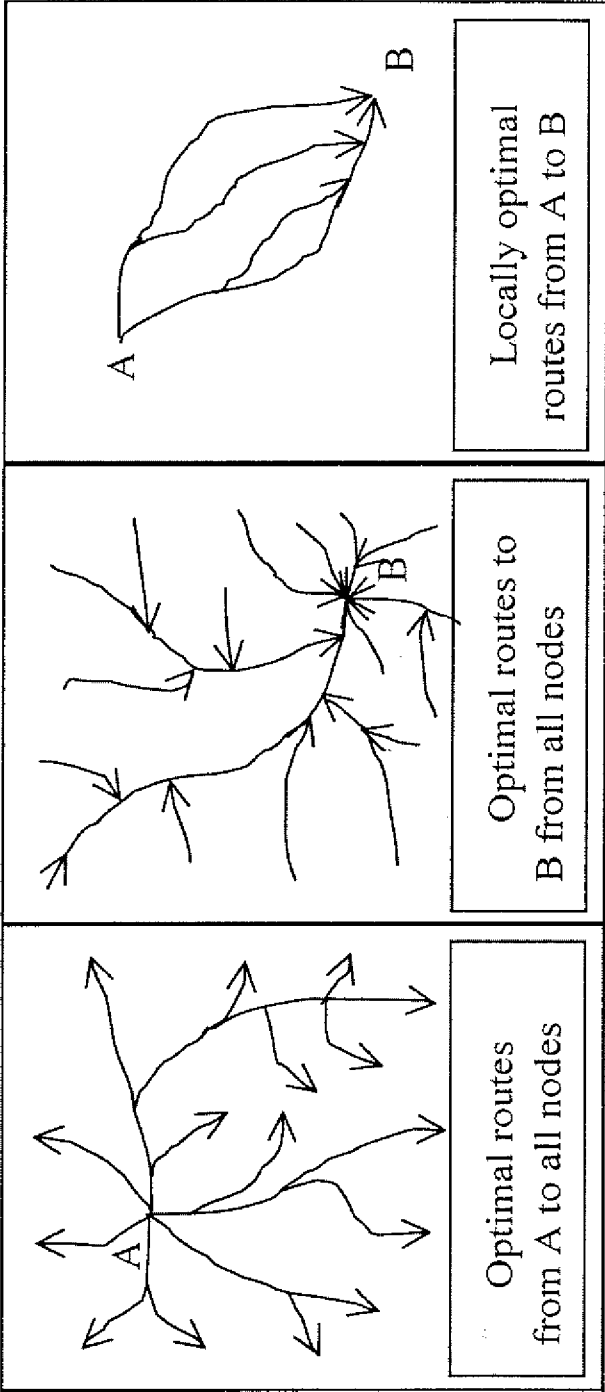 A
Optimal routes
from A to all nodes
B
Optimal routes to
B from all nodes
A
B
Locally optimal
routes from A to B